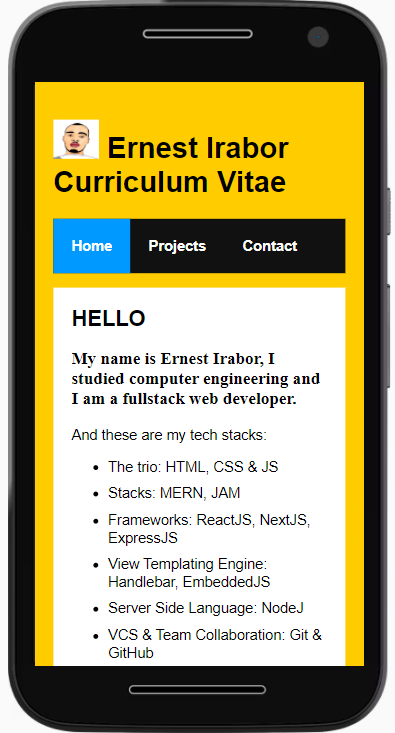 Ernest Irabor
Curriculum Vitae
Home Projects Contact
HELLO
My name is Ernest Irabor, I
studied computer engineering and
I am a fullstack web developer.
And these are my tech stacks:
• The trio: HTML, CSS & JS
• Stacks: MERN, JAM
• Frameworks: ReactJS, NextJS,
ExpressJS
• View Templating Engine:
Handlebar, EmbeddedJS
• Server Side Language: NodeJ
• VCS & Team Collaboration: Git &
GitHub